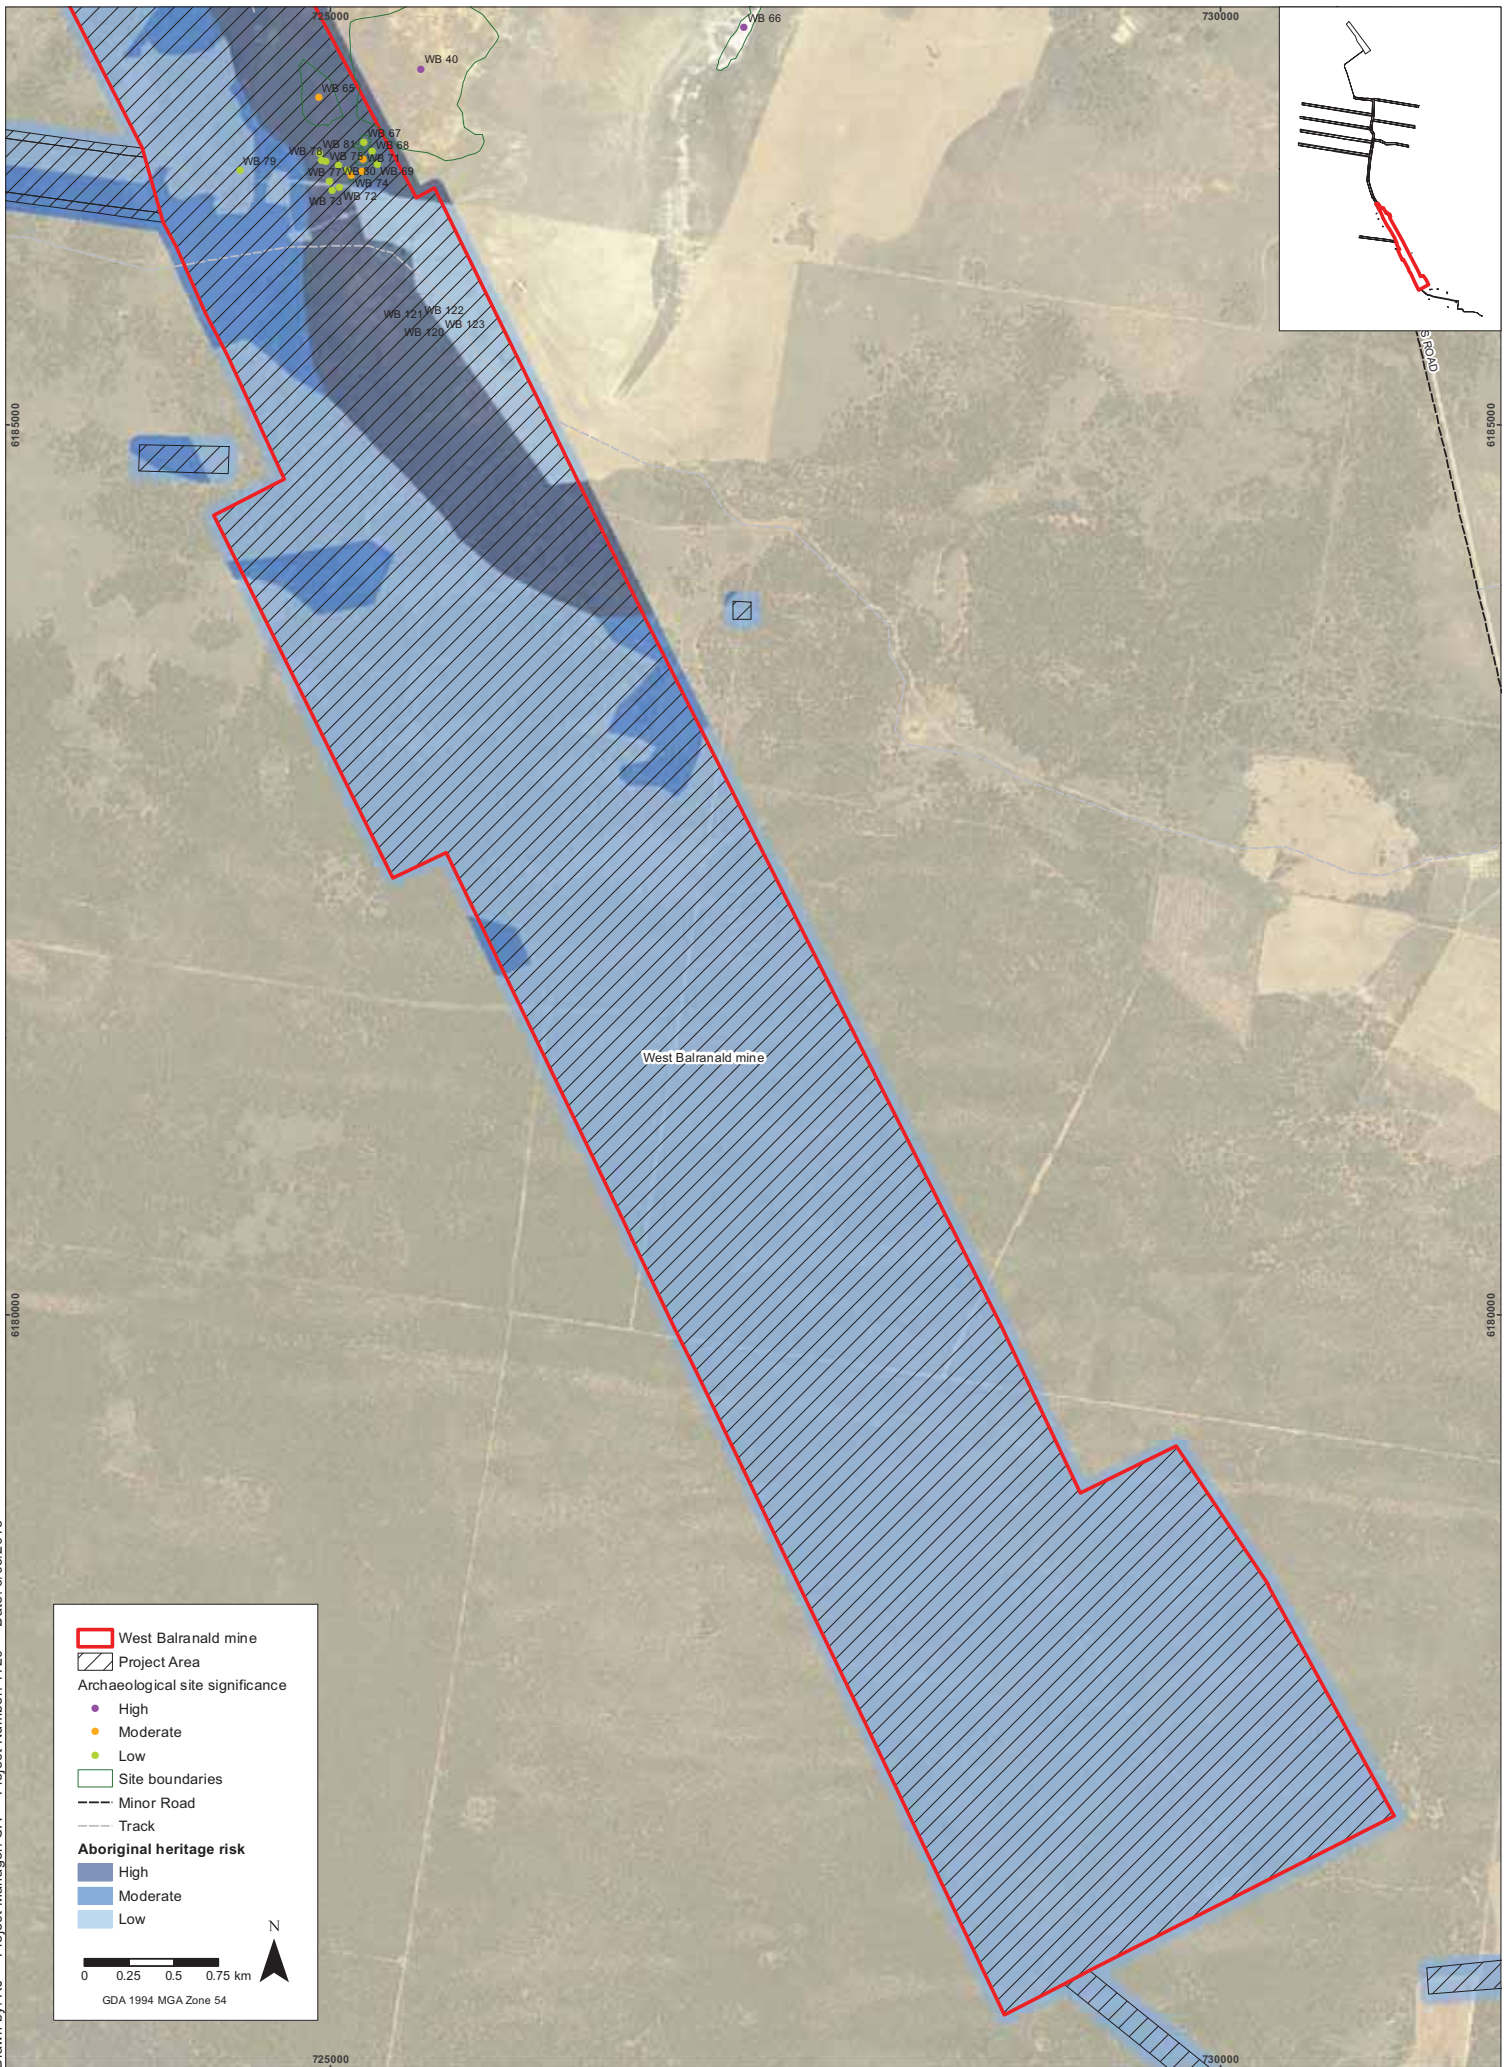 725000
730000
WB 66
WB 40
WB 65
WB 67
WB 81
WB 68
WB 78
WB 75
WB 71
WB 79
WB 77
WB 80
WB 69
WB 74
WB 73
WB 72
WB 121
WB 122
WB 120
WB 123
S ROAD
6185000
6185000
West Balranald mine
6180000
6180000
West Balranald mine
Project Area
Archaeological site significance
High
Moderate
Low
Site boundaries
Minor Road
Track
Aboriginal heritage risk
High
Moderate
Low
N
0 0.25 0.5 0.75 km
GDA 1994 MGA Zone 54
725000
730000